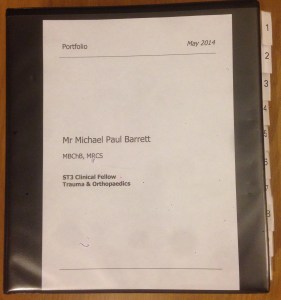 Portfolio
May 2014
Mr Michael Paul Barrett
MBChB, MRCS
ST3 Clinical Fellow
Trauma & Orthopaedics
1
2
3
4
5
6
7
8